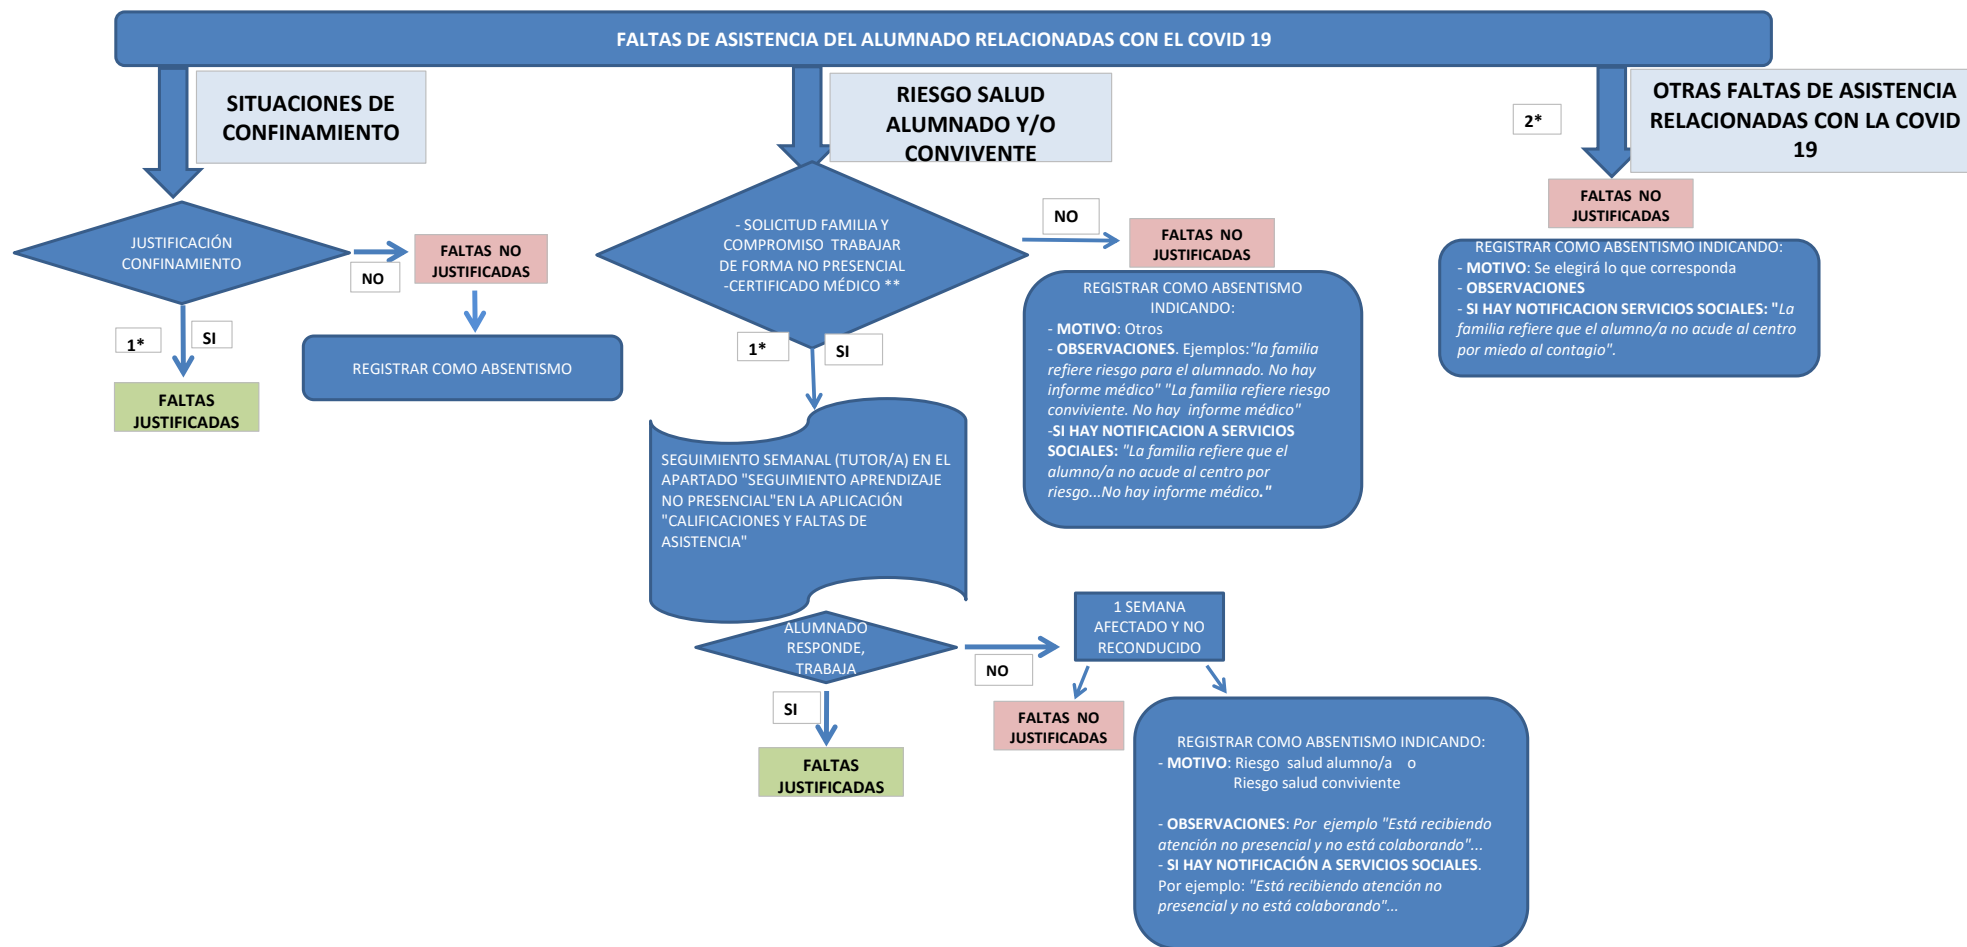 FALTAS DE ASISTENCIA DEL ALUMNADO RELACIONADAS CON EL COVID 19
SITUACIONES DE
CONFINAMIENTO
JUSTIFICACIÓN
CONFINAMIENTO
NO
FALTAS NO
JUSTIFICADAS
REGISTRAR COMO ABSENTISMO
1*
SI
FALTAS
JUSTIFICADAS
RIESGO SALUD
ALUMNADO Y/O
CONVIVENTE
- SOLICITUD FAMILIA Y
COMPROMISO TRABAJAR
DE FORMA NO PRESENCIAL
-CERTIFICADO MÉDICO **
NO
FALTAS NO
JUSTIFICADAS
REGISTRAR COMO ABSENTISMO
INDICANDO:
- MOTIVO: Otros
- OBSERVACIONES. Ejemplos:"la familia
refiere riesgo para el alumnado. No hay
informe médico" "La familia refiere riesgo
conviviente. No hay informe médico"
-SI HAY NOTIFICACION A SERVICIOS
SOCIALES: "La familia refiere que el
alumno/a no acude al centro por
riesgo...No hay informe médico."
1*
SI
SEGUIMIENTO SEMANAL (TUTOR/A) EN EL
APARTADO "SEGUIMIENTO APRENDIZAJE
NO PRESENCIAL"EN LA APLICACIÓN
"CALIFICACIONES Y FALTAS DE
ASISTENCIA"
ALUMNADO
RESPONDE,
TRABAJA
NO
1 SEMANA
AFECTADO Y NO
RECONDUCIDO
SI
FALTAS
JUSTIFICADAS
FALTAS NO
JUSTIFICADAS
REGISTRAR COMO ABSENTISMO INDICANDO:
- MOTIVO: Riesgo salud alumno/a o
Riesgo salud conviviente
- OBSERVACIONES: Por ejemplo "Está recibiendo
atención no presencial y no está colaborando"...
- SI HAY NOTIFICACIÓN A SERVICIOS SOCIALES.
Por ejemplo: "Está recibiendo atención no
presencial y no está colaborando"...
OTRAS FALTAS DE ASISTENCIA
RELACIONADAS CON LA COVID
19
2*
FALTAS NO
JUSTIFICADAS
REGISTRAR COMO ABSENTISMO INDICANDO:
- MOTIVO: Se elegirá lo que corresponda
- OBSERVACIONES
- SI HAY NOTIFICACION SERVICIOS SOCIALES: "La
familia refiere que el alumno/a no acude al centro
por miedo al contagio".